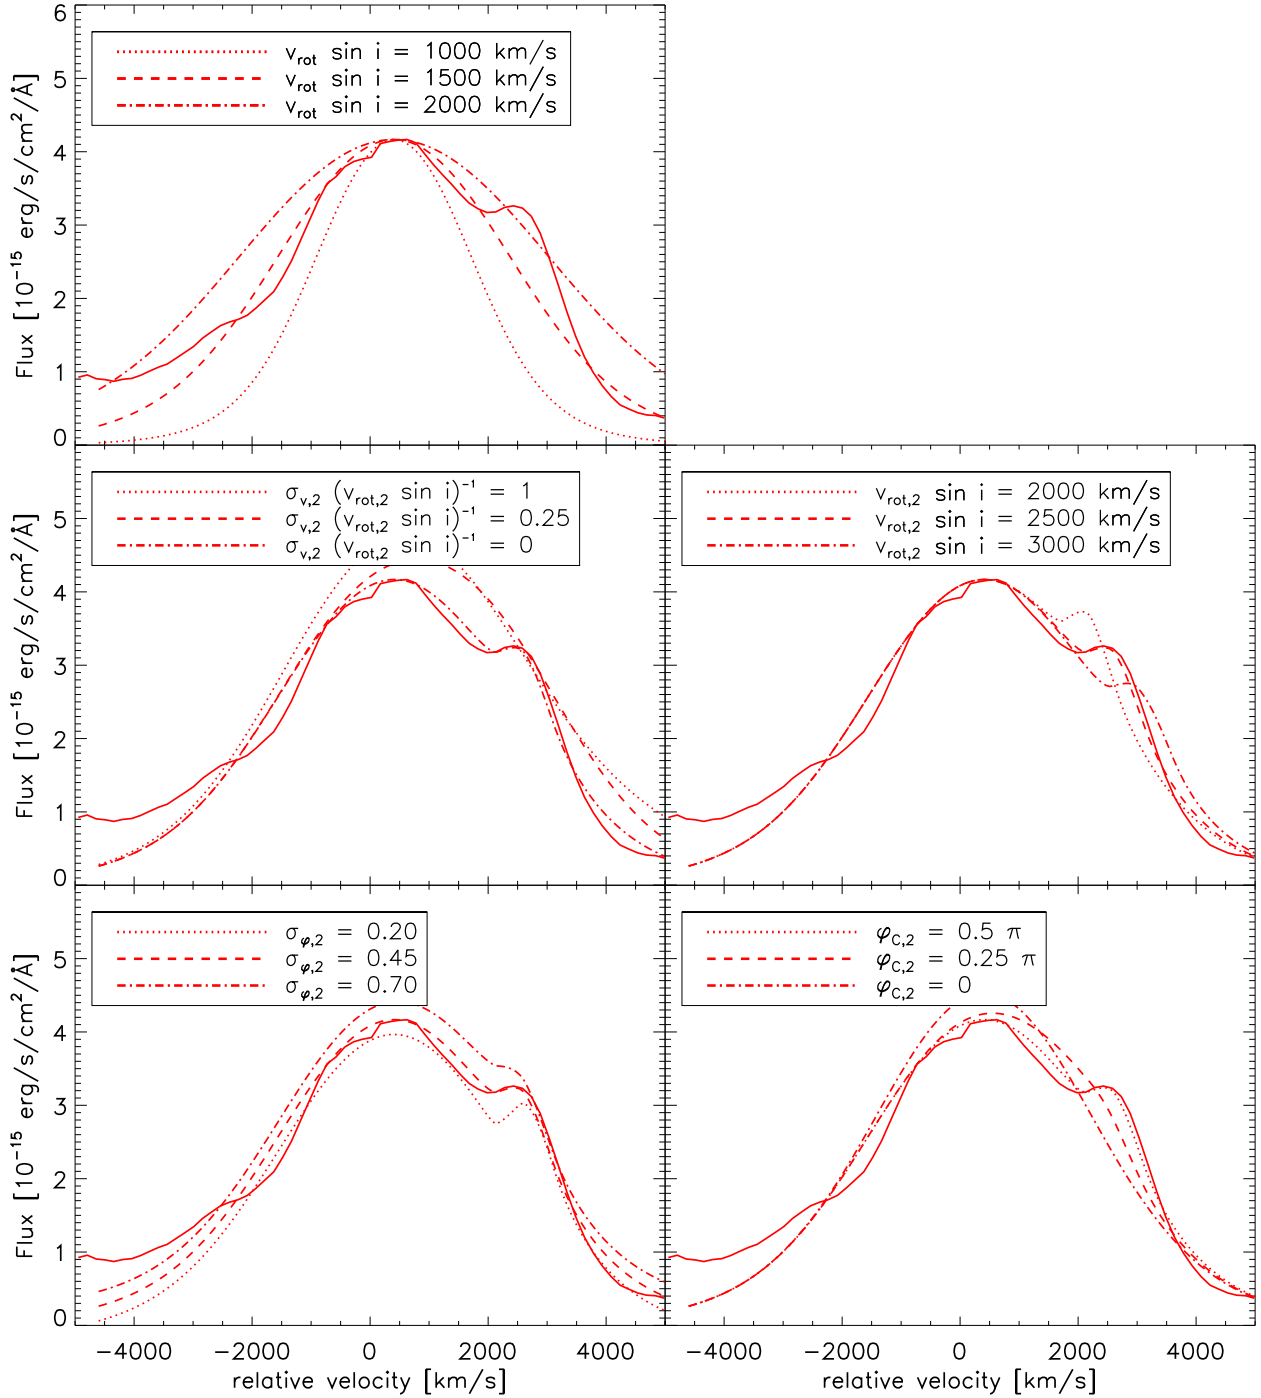 6
5
4
3
2
1
0
Flux [10⁻¹⁵ erg/s/cm²/Å]
v_rot sin i = 1000 km/s
v_rot sin i = 1500 km/s
v_rot sin i = 2000 km/s
5
4
3
2
1
0
Flux [10⁻¹⁵ erg/s/cm²/Å]
σ_v,2 (v_rot,2 sin i)⁻¹ = 1
σ_v,2 (v_rot,2 sin i)⁻¹ = 0.25
σ_v,2 (v_rot,2 sin i)⁻¹ = 0
v_rot,2 sin i = 2000 km/s
v_rot,2 sin i = 2500 km/s
v_rot,2 sin i = 3000 km/s
5
4
3
2
1
0
Flux [10⁻¹⁵ erg/s/cm²/Å]
σ_φ,2 = 0.20
σ_φ,2 = 0.45
σ_φ,2 = 0.70
−4000 −2000 0 2000 4000
relative velocity [km/s]
φ_C,2 = 0.5 π
φ_C,2 = 0.25 π
φ_C,2 = 0
−4000 −2000 0 2000 4000
relative velocity [km/s]